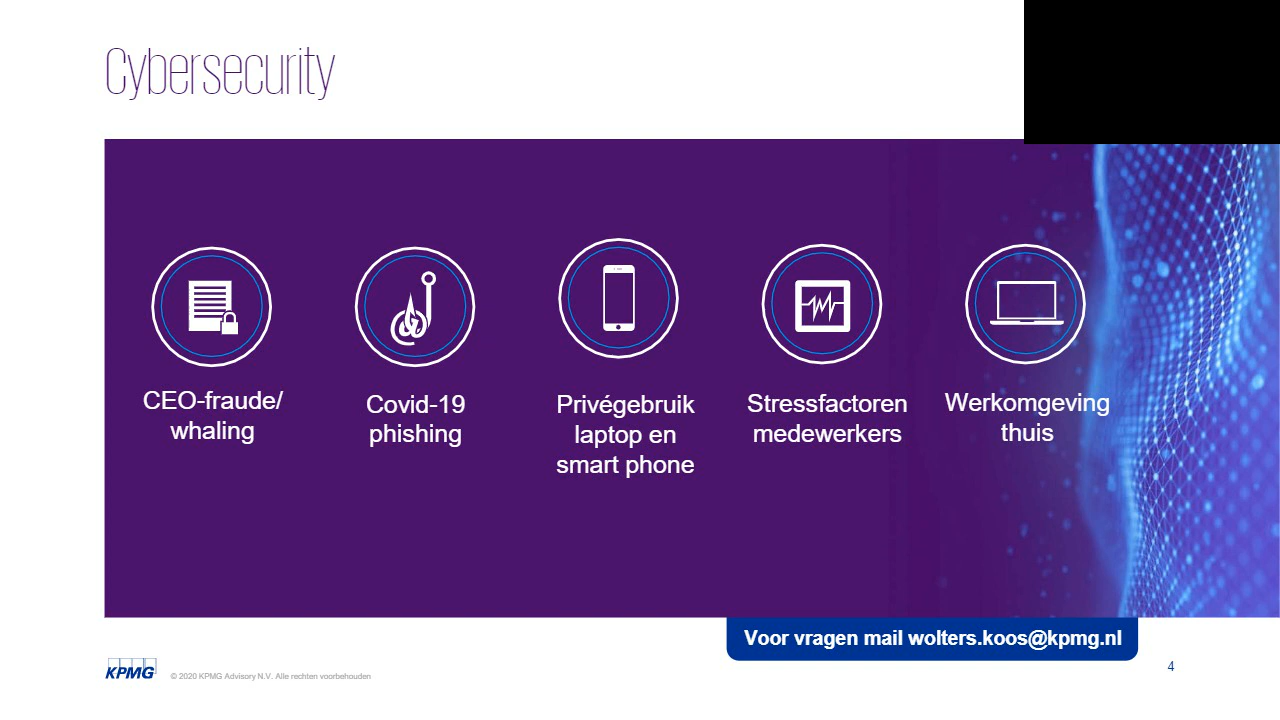 Cybersecurity
CEO-fraude/
whaling
Covid-19
phishing
Privégebruik
laptop en
smart phone
Stressfactoren
medewerkers
Werkomgeving
thuis
Voor vragen mail wolters.koos@kpmg.nl
KPMG
© 2020 KPMG Advisory N.V. Alle rechten voorbehouden
4